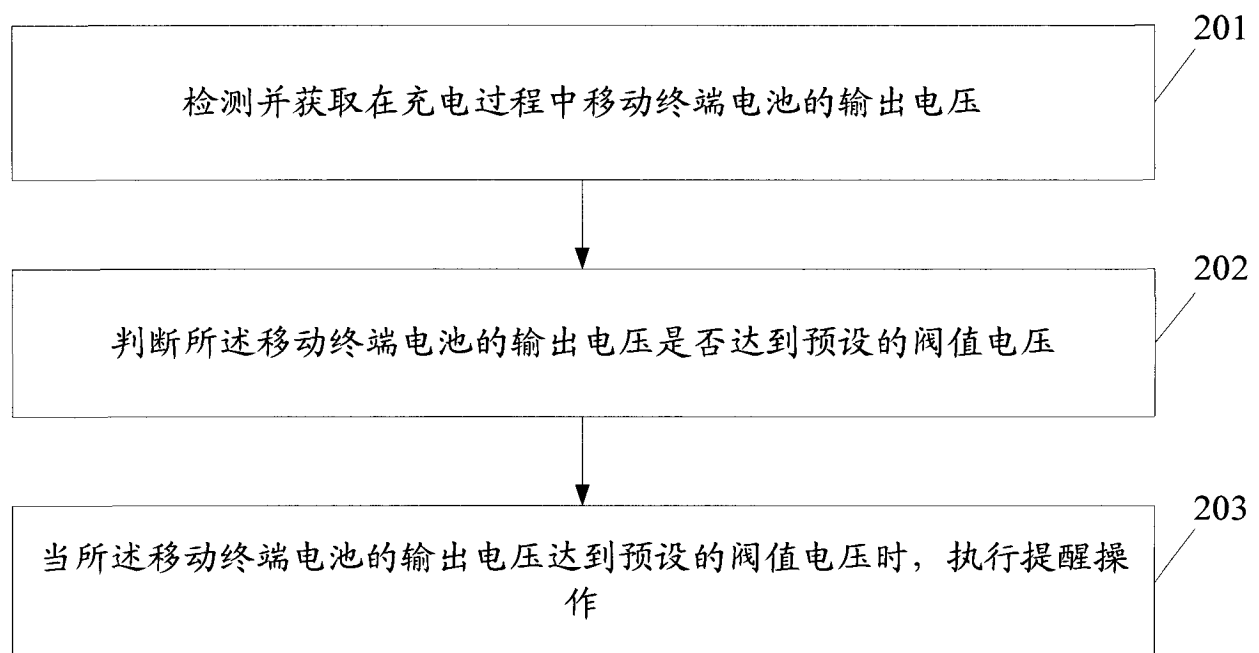 201
检测并获取在充电过程中移动终端电池的输出电压
202
判断所述移动终端电池的输出电压是否达到预设的阀值电压
203
当所述移动终端电池的输出电压达到预设的阀值电压时，执行提醒操
作